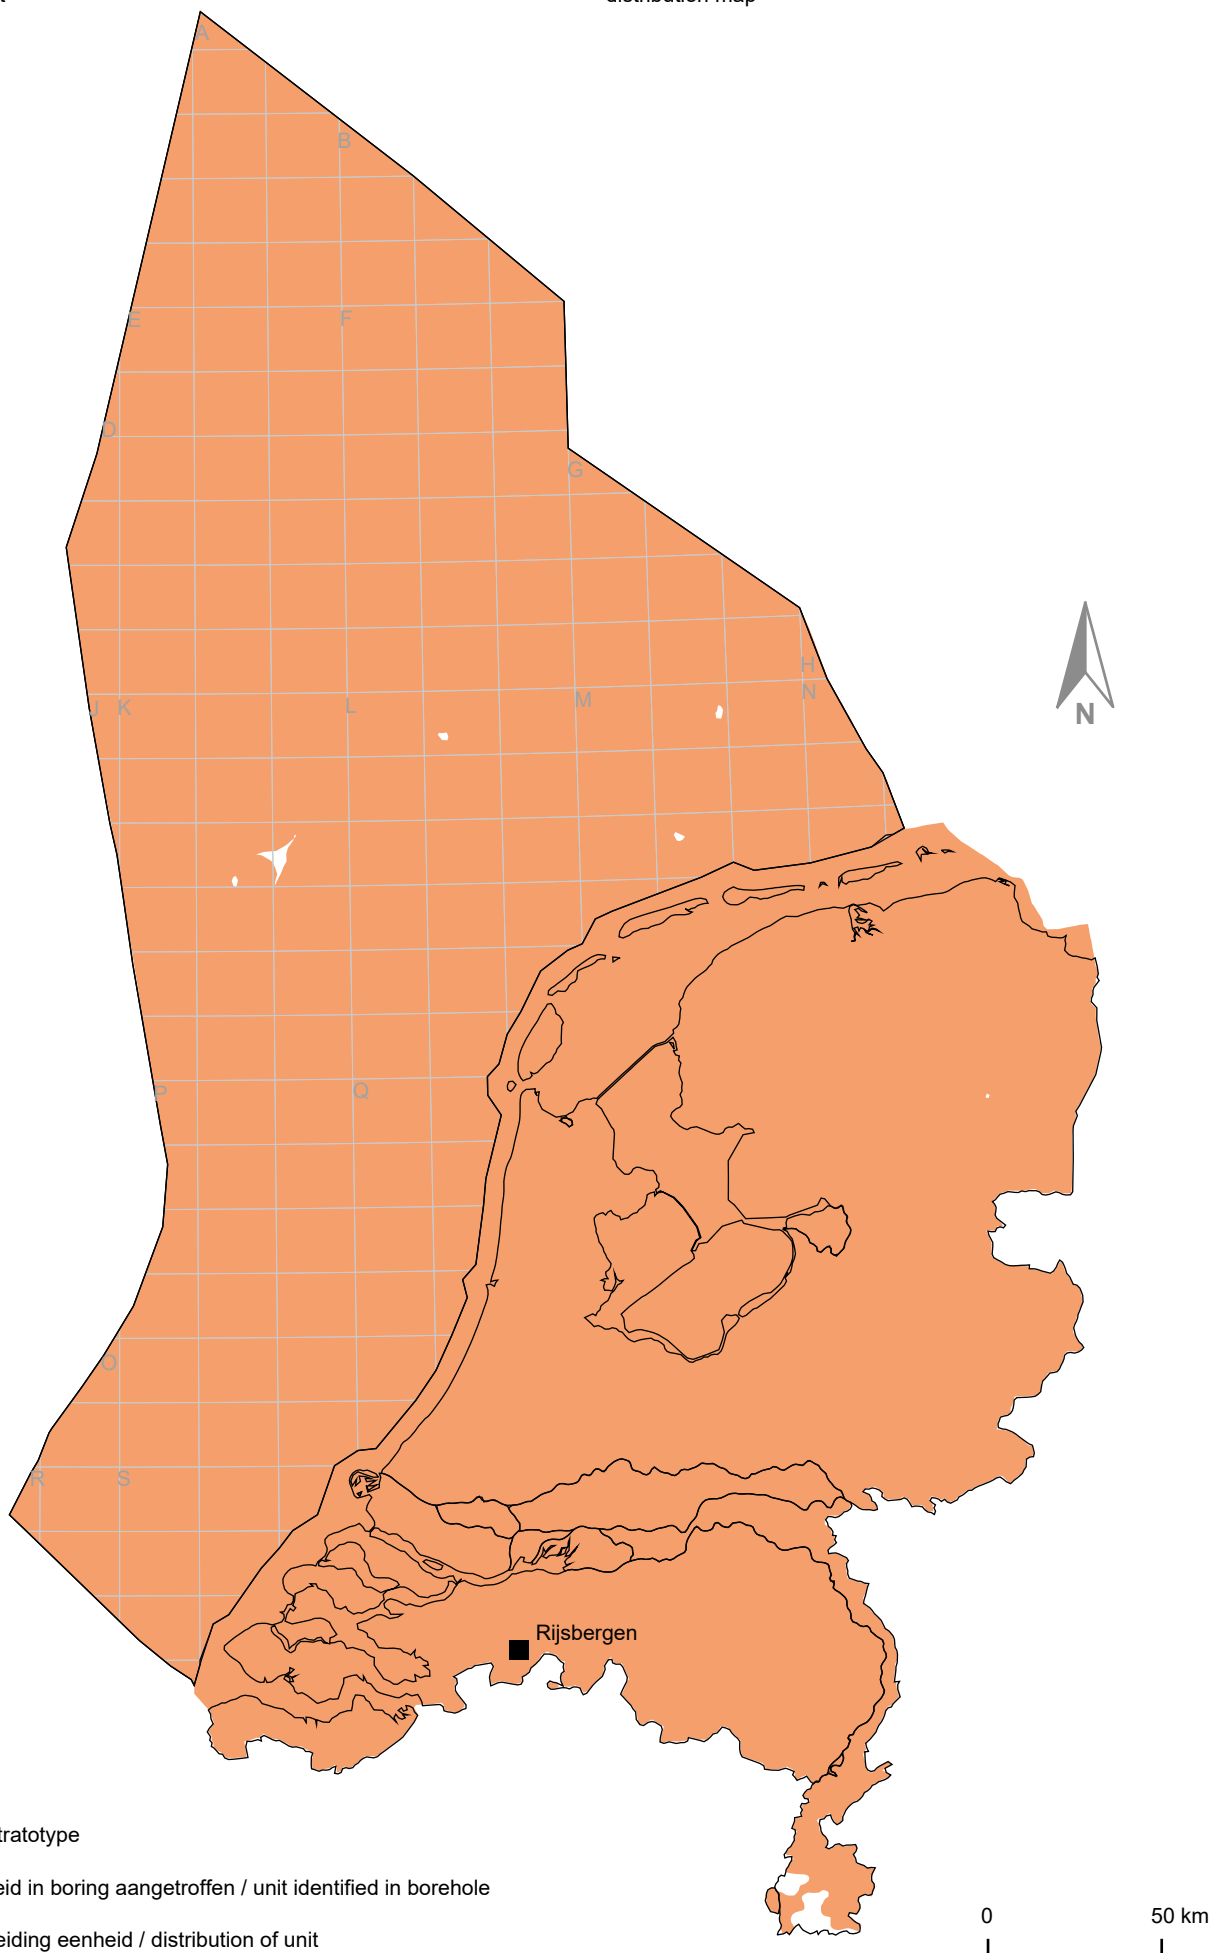 A
B
E
F
D
G
H
N
J
K
L
M
N
P
Q
O
R
S
Rijsbergen
tratotype
eid in boring aangetroffen / unit identified in borehole
eiding eenheid / distribution of unit
0
50 km